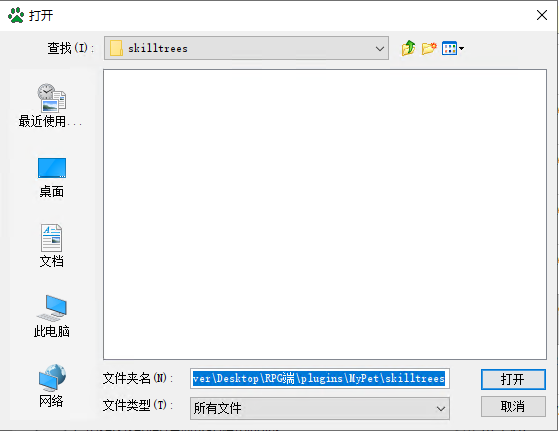 打开
查找(I):
skilltrees
最近使用...
桌面
文档
此电脑
网络
文件夹名(N):
ver\Desktop\RPG端\plugins\MyPet\skilltrees
打开
文件类型(T):
所有文件
取消